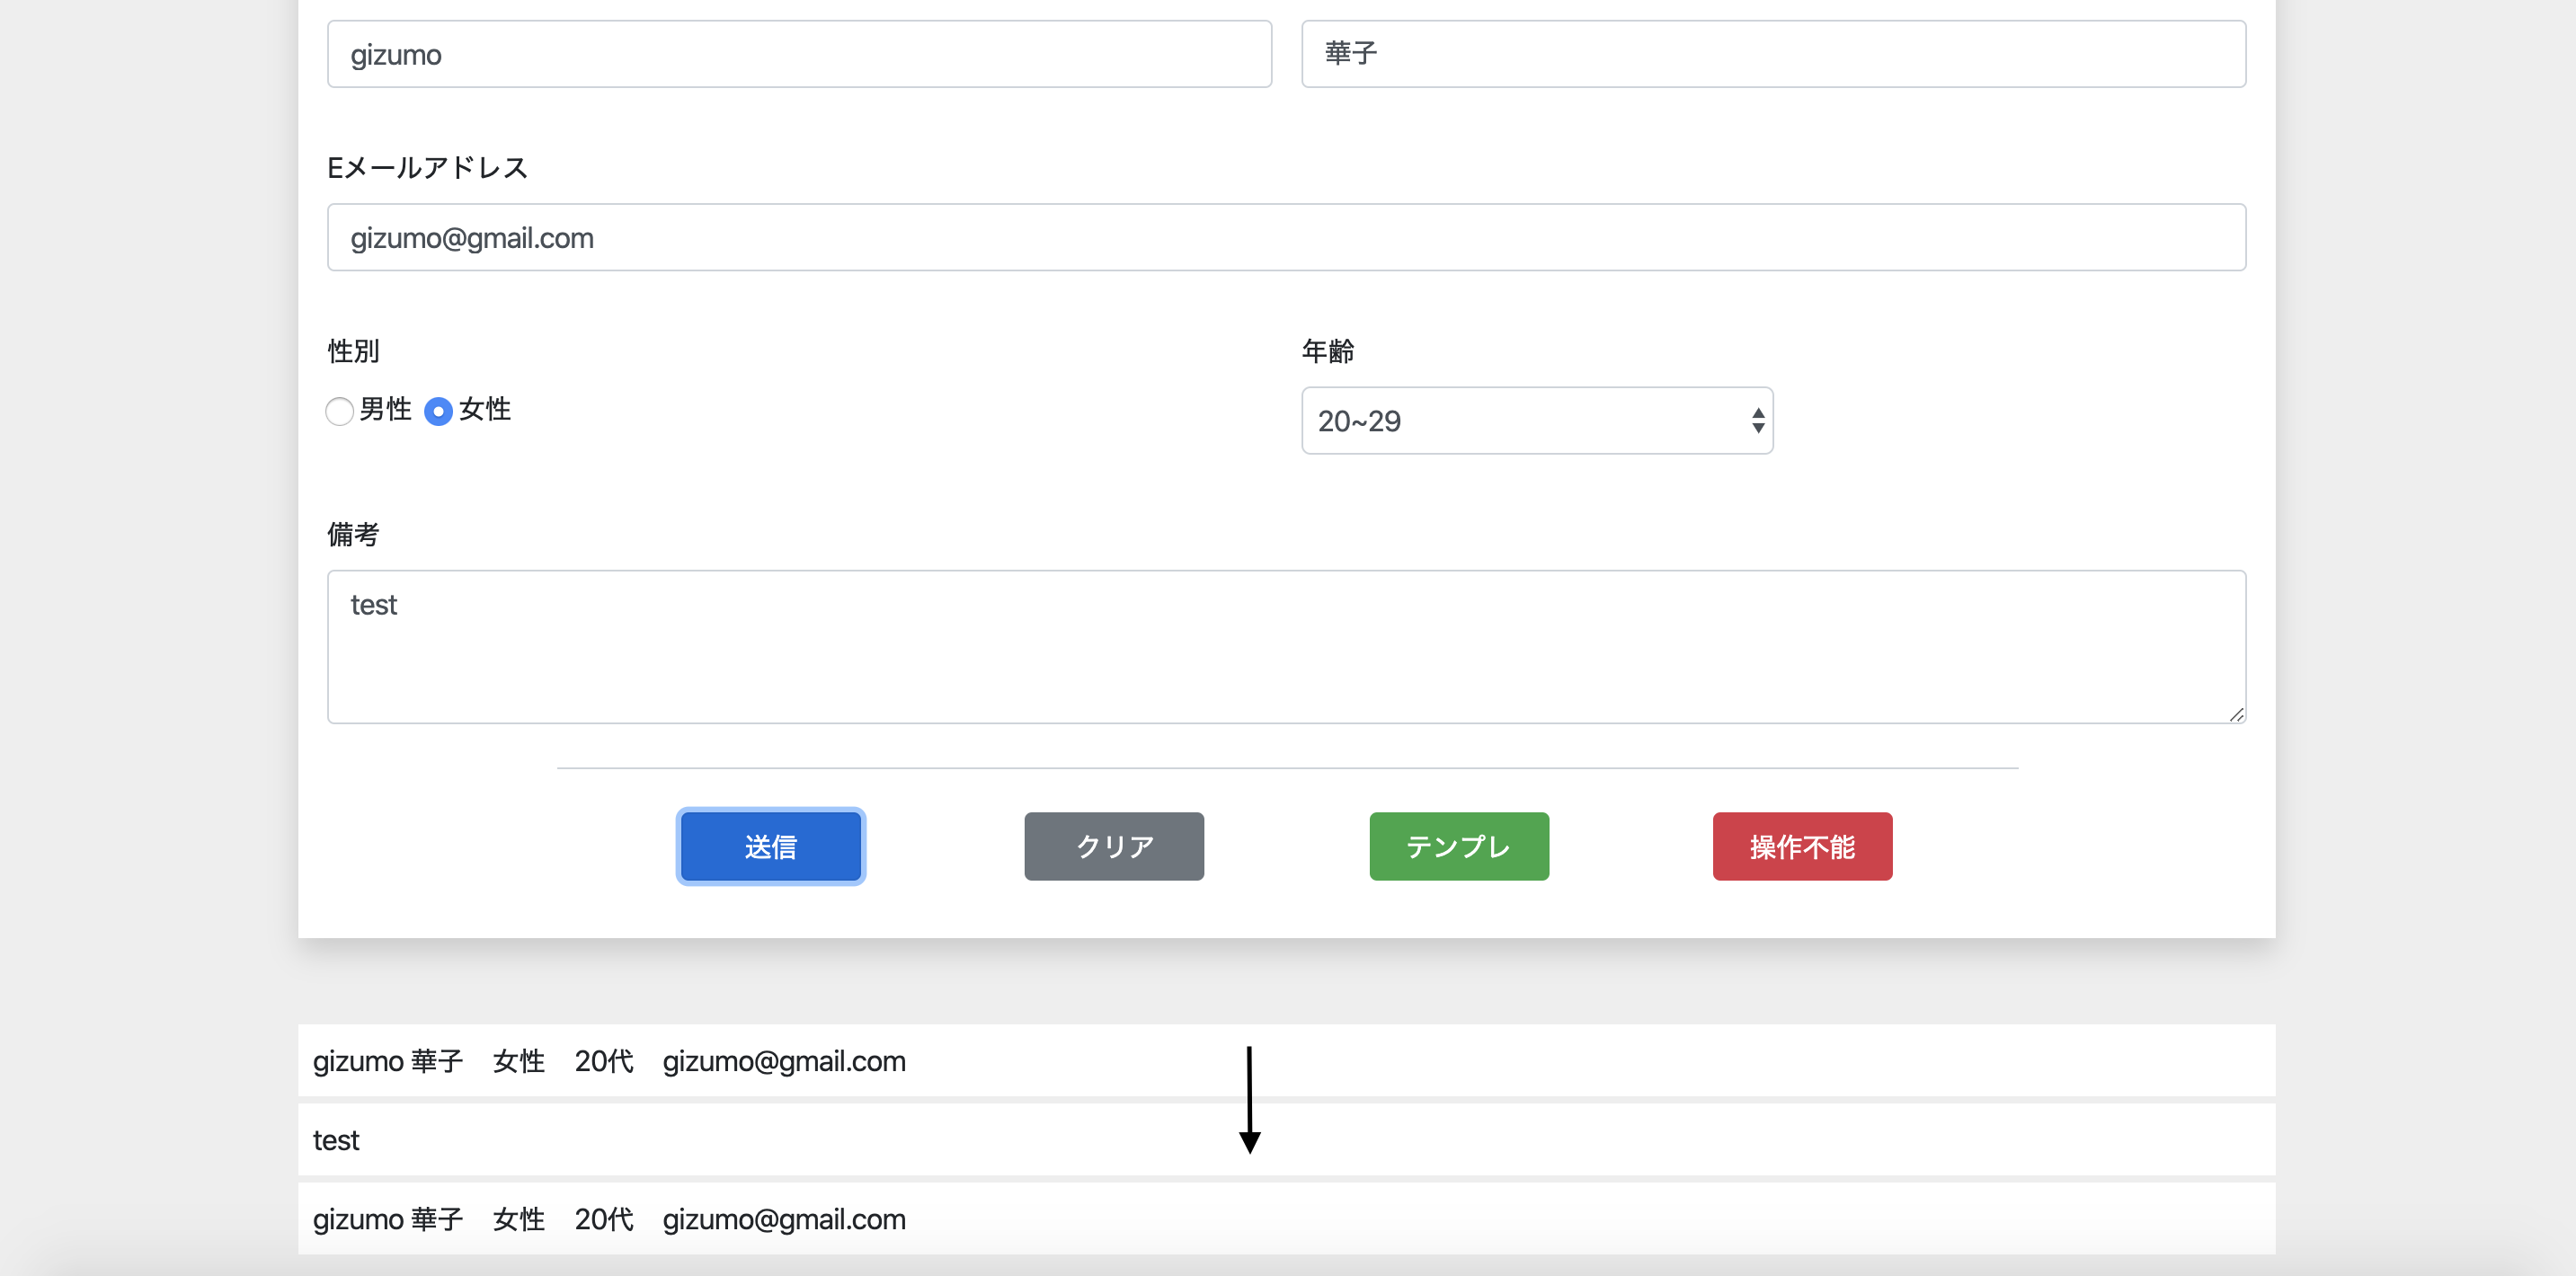 gizumo 華子
Eメールアドレス
gizumo@gmail.com
性別 年齢
男性 女性
20~29
備考
test
送信 クリア テンプレ 操作不能
gizumo 華子 女性 20代 gizumo@gmail.com
test
gizumo 華子 女性 20代 gizumo@gmail.com